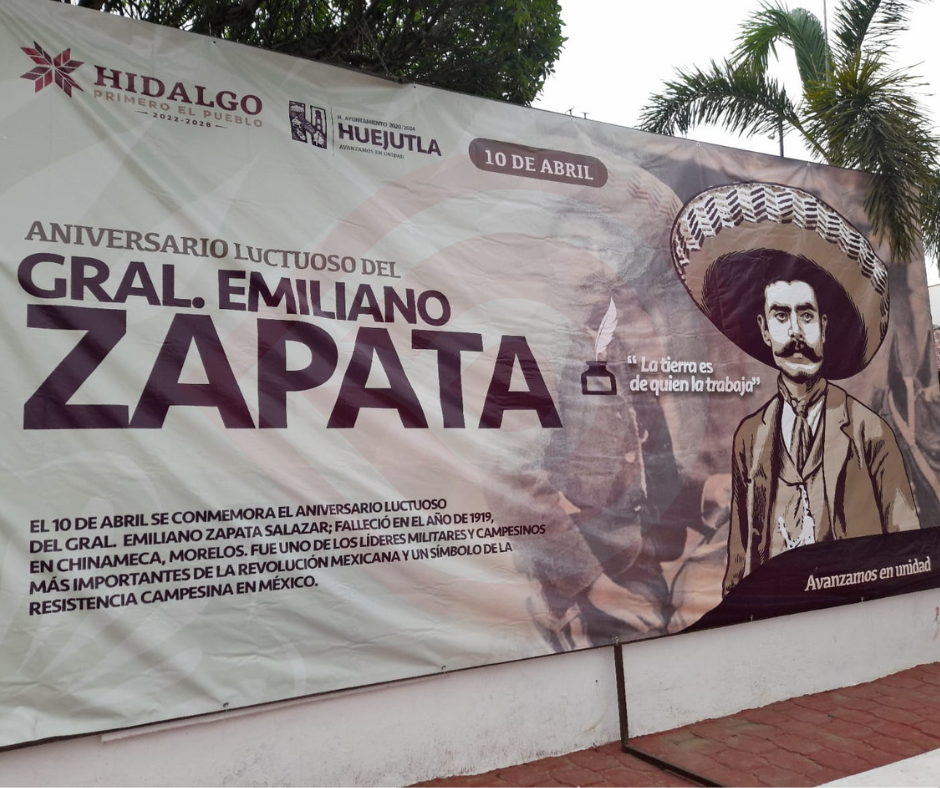 HIDALGO
PRIMERO EL PUEBLO
2022-2028
H. AYUNTAMIENTO 2020/2024
HUEJUTLA
AVANZAMOS EN UNIDAD
10 DE ABRIL
ANIVERSARIO LUCTUOSO DEL
GRAL. EMILIANO
ZAPATA
“La tierra es
de quien la trabaja”
EL 10 DE ABRIL SE CONMEMORA EL ANIVERSARIO LUCTUOSO
DEL GRAL. EMILIANO ZAPATA SALAZAR; FALLECIÓ EN EL AÑO DE 1919,
EN CHINAMECA, MORELOS. FUE UNO DE LOS LÍDERES MILITARES Y CAMPESINOS
MÁS IMPORTANTES DE LA REVOLUCIÓN MEXICANA Y UN SÍMBOLO DE LA
RESISTENCIA CAMPESINA EN MÉXICO.
Avanzamos en unidad